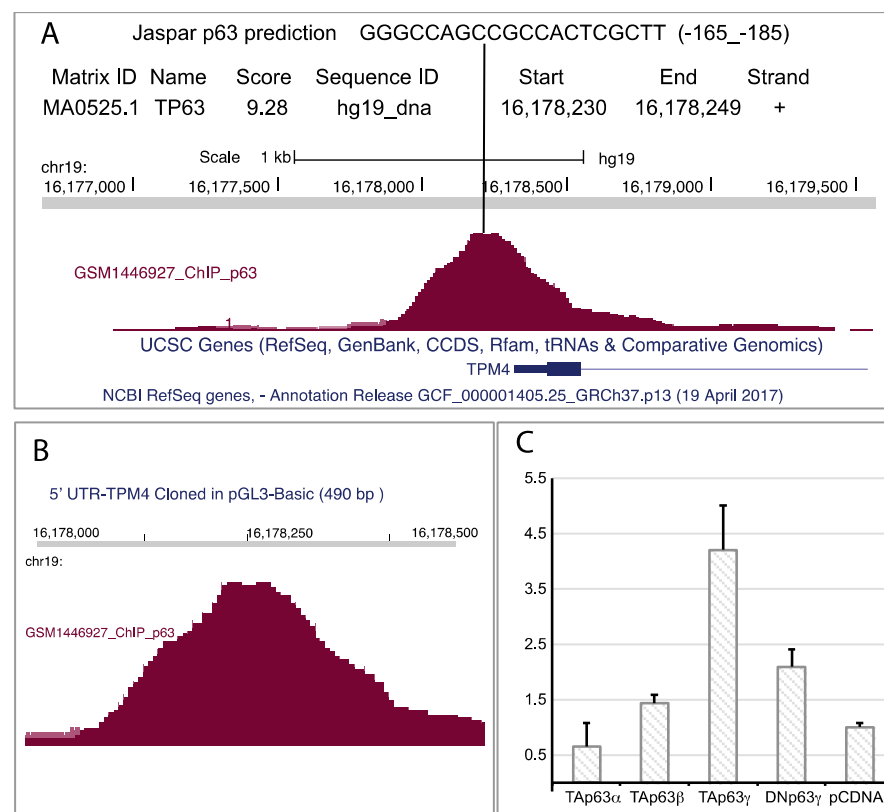 A
Jaspar p63 prediction GGGCCAGCCGCCACTCGCTT (-165_-185)
Matrix ID Name Score Sequence ID Start End Strand
MA0525.1 TP63 9.28 hg19_dna 16,178,230 16,178,249 +
Scale 1 kb hg19
chr19:
16,177,000 16,177,500 16,178,000 16,178,500 16,179,000 16,179,500
GSM1446927_ChIP_p63
1
UCSC Genes (RefSeq, GenBank, CCDS, Rfam, tRNAs & Comparative Genomics)
TPM4
NCBI RefSeq genes, - Annotation Release GCF_000001405.25_GRCh37.p13 (19 April 2017)
B
5' UTR-TPM4 Cloned in pGL3-Basic (490 bp )
16,178,000 16,178,250 16,178,500
chr19:
GSM1446927_ChIP_p63
C
5.5
4.5
3.5
2.5
1.5
0.5
TAp63α TAp63β TAp63γ DNp63γ pCDNA